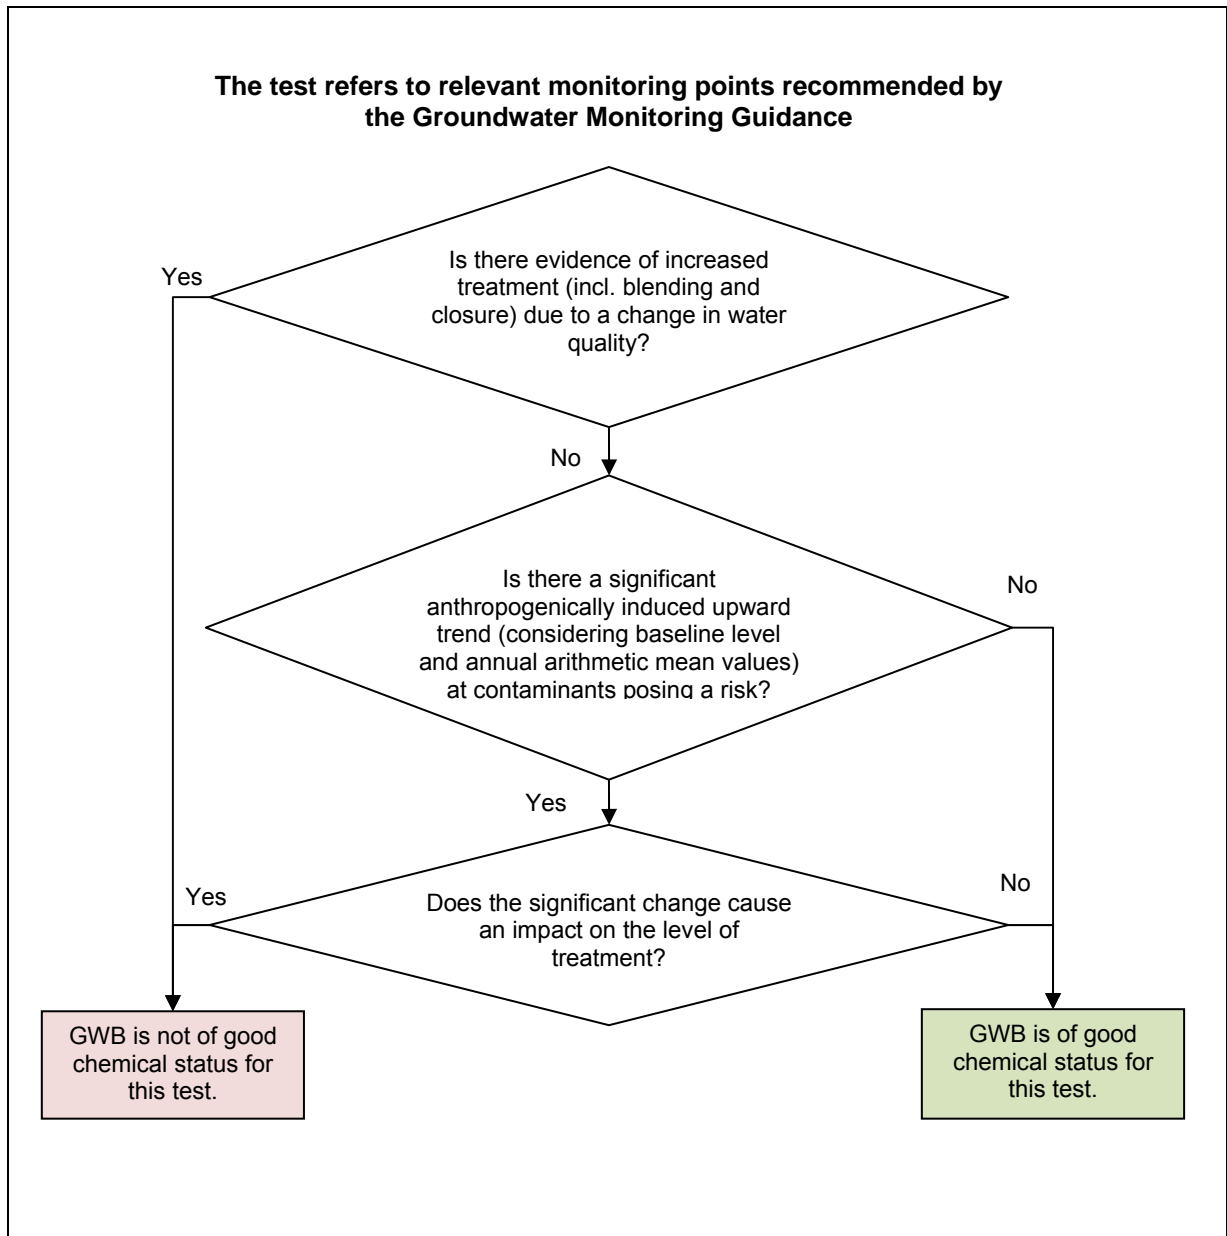 The test refers to relevant monitoring points recommended by
the Groundwater Monitoring Guidance
Yes
Is there evidence of increased
treatment (incl. blending and
closure) due to a change in water
quality?
No
Is there a significant
anthropogenically induced upward
trend (considering baseline level
and annual arithmetic mean values)
at contaminants posing a risk?
No
Yes
Yes
Does the significant change cause
an impact on the level of
treatment?
No
GWB is not of good
chemical status for
this test.
GWB is of good
chemical status for
this test.